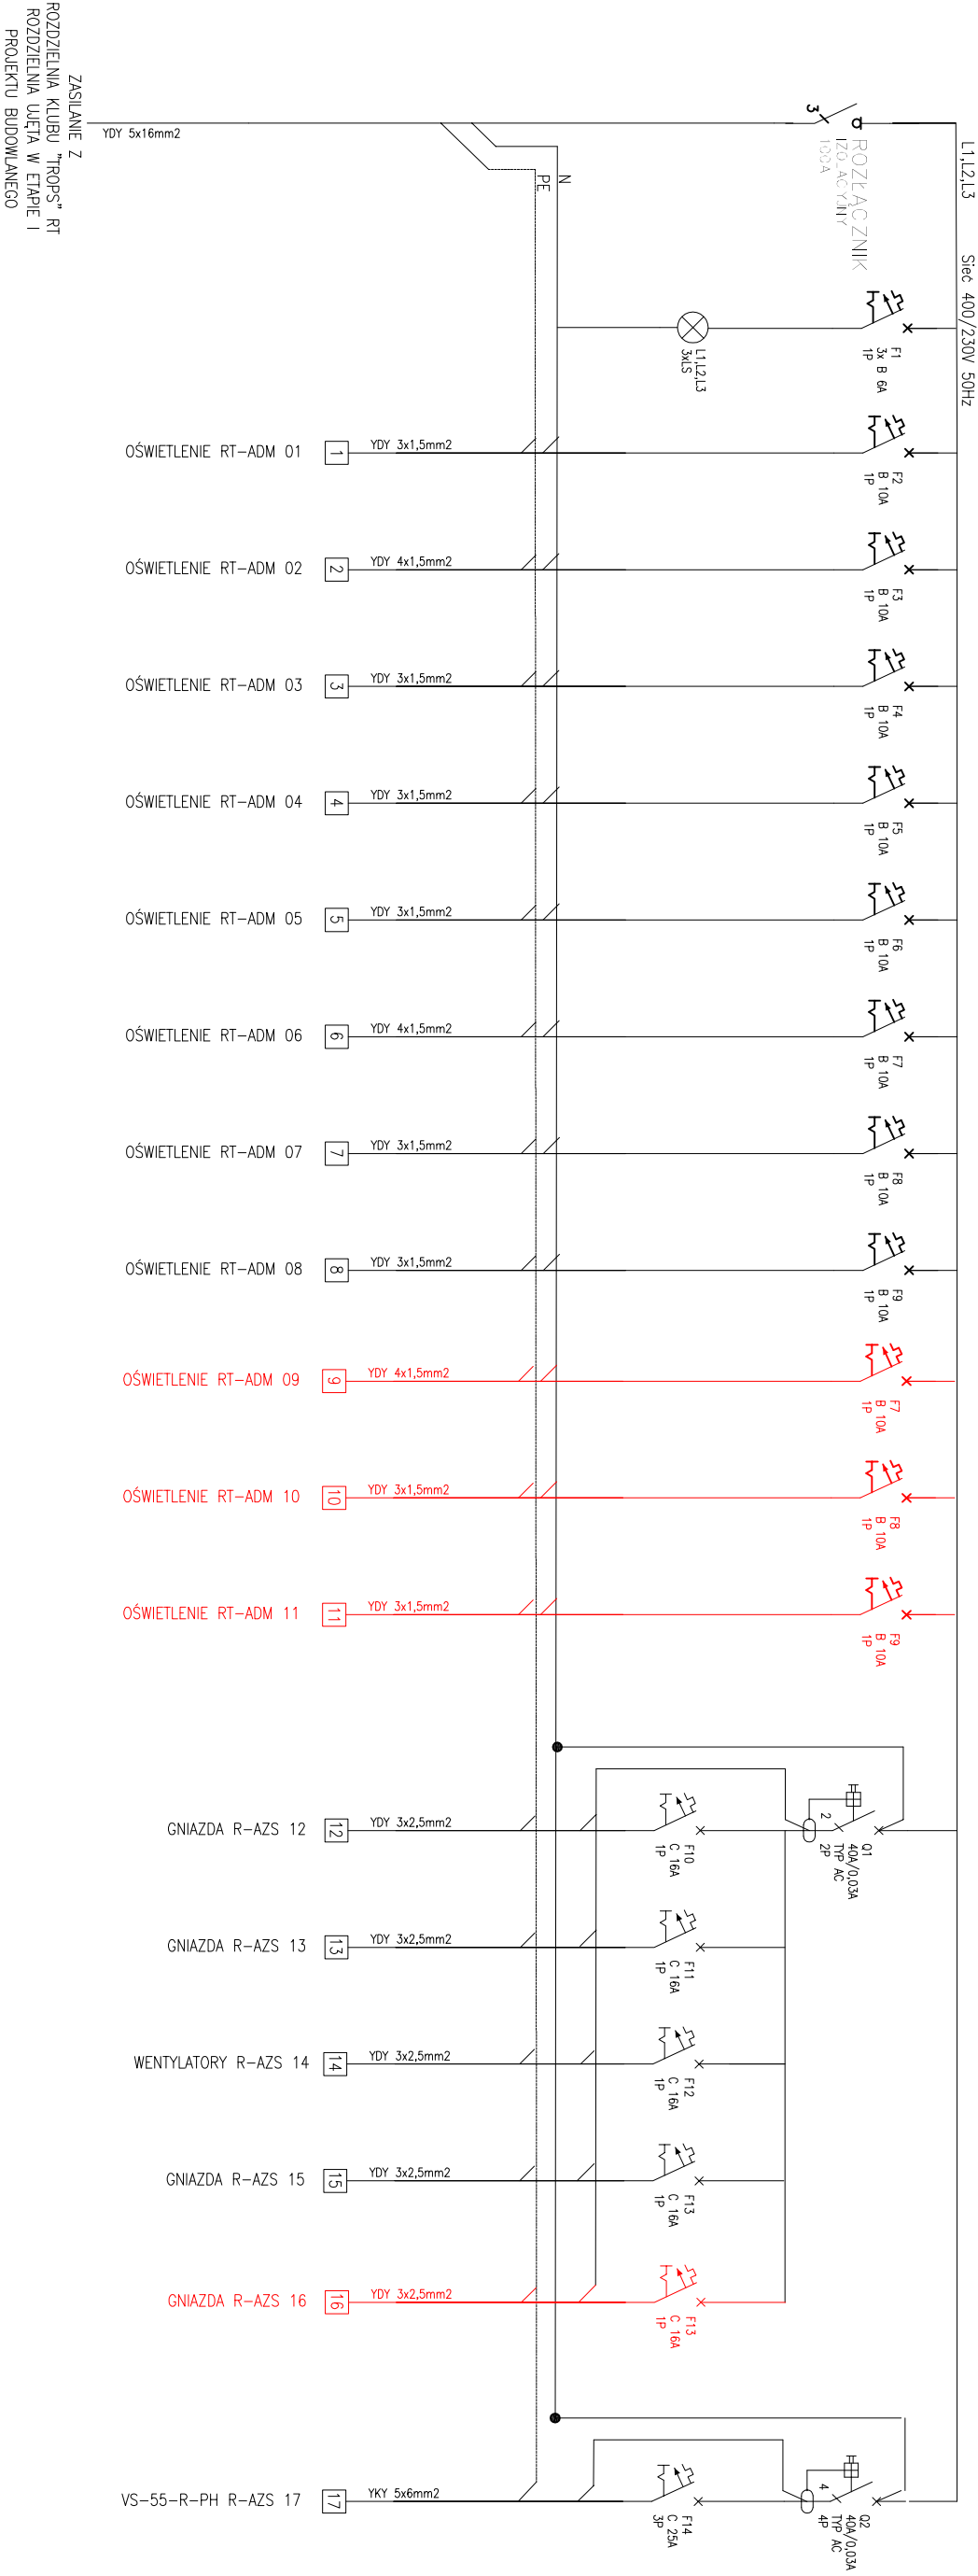 L1,L2,L3
Sieć 400/230V 50Hz
3
ROZŁĄCZNIK
IZOLACYJNY
100A
ZASILANIE Z
ROZDZIELNIA KLUBU "TROPS" RT
ROZDZIELNIA UJĘTA W ETAPIE I
PROJEKTU BUDOWLANEGO
YDY 5x16mm2
N
PE
F1
3x B 6A
1P
L1,L2,L3
3xLS
OŚWIETLENIE RT-ADM 01
1
YDY 3x1,5mm2
F2
B 10A
1P
OŚWIETLENIE RT-ADM 02
2
YDY 4x1,5mm2
F3
B 10A
1P
OŚWIETLENIE RT-ADM 03
3
YDY 3x1,5mm2
F4
B 10A
1P
OŚWIETLENIE RT-ADM 04
4
YDY 3x1,5mm2
F5
B 10A
1P
OŚWIETLENIE RT-ADM 05
5
YDY 3x1,5mm2
F6
B 10A
1P
OŚWIETLENIE RT-ADM 06
6
YDY 4x1,5mm2
F7
B 10A
1P
OŚWIETLENIE RT-ADM 07
7
YDY 3x1,5mm2
F8
B 10A
1P
OŚWIETLENIE RT-ADM 08
8
YDY 3x1,5mm2
F9
B 10A
1P
OŚWIETLENIE RT-ADM 09
9
YDY 4x1,5mm2
F7
B 10A
1P
OŚWIETLENIE RT-ADM 10
10
YDY 3x1,5mm2
F8
B 10A
1P
OŚWIETLENIE RT-ADM 11
11
YDY 3x1,5mm2
F9
B 10A
1P
2
Q1
40A/0,03A
TYP AC
2P
GNIAZDA R-AZS 12
12
YDY 3x2,5mm2
F10
C 16A
1P
GNIAZDA R-AZS 13
13
YDY 3x2,5mm2
F11
C 16A
1P
WENTYLATORY R-AZS 14
14
YDY 3x2,5mm2
F12
C 16A
1P
GNIAZDA R-AZS 15
15
YDY 3x2,5mm2
F13
C 16A
1P
GNIAZDA R-AZS 16
16
YDY 3x2,5mm2
F13
C 16A
1P
4
Q2
40A/0,03A
TYP AC
4P
VS-55-R-PH R-AZS 17
17
YKY 5x6mm2
F14
C 25A
3P